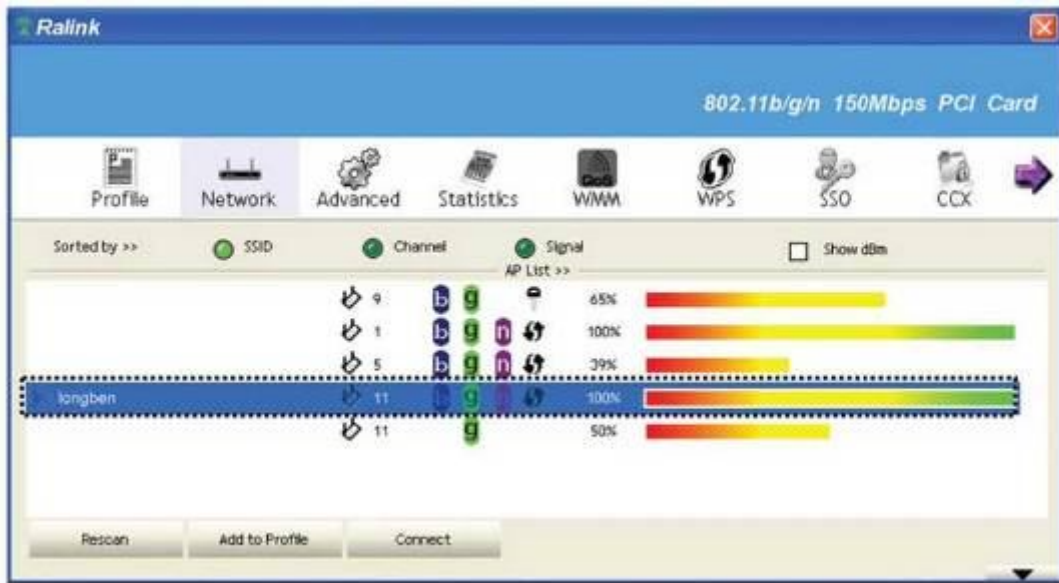 Ralink
802.11b/g/n 150Mbps PCI Card
Profile Network Advanced Statistics WMM WPS SSO CCX
Sorted by >> SSID Channel Signal Show dBm
AP List >>
9 b g 65%
1 b g n 100%
5 b g n 39%
longben 11 b g n 100%
11 g 50%
Rescan Add to Profile Connect